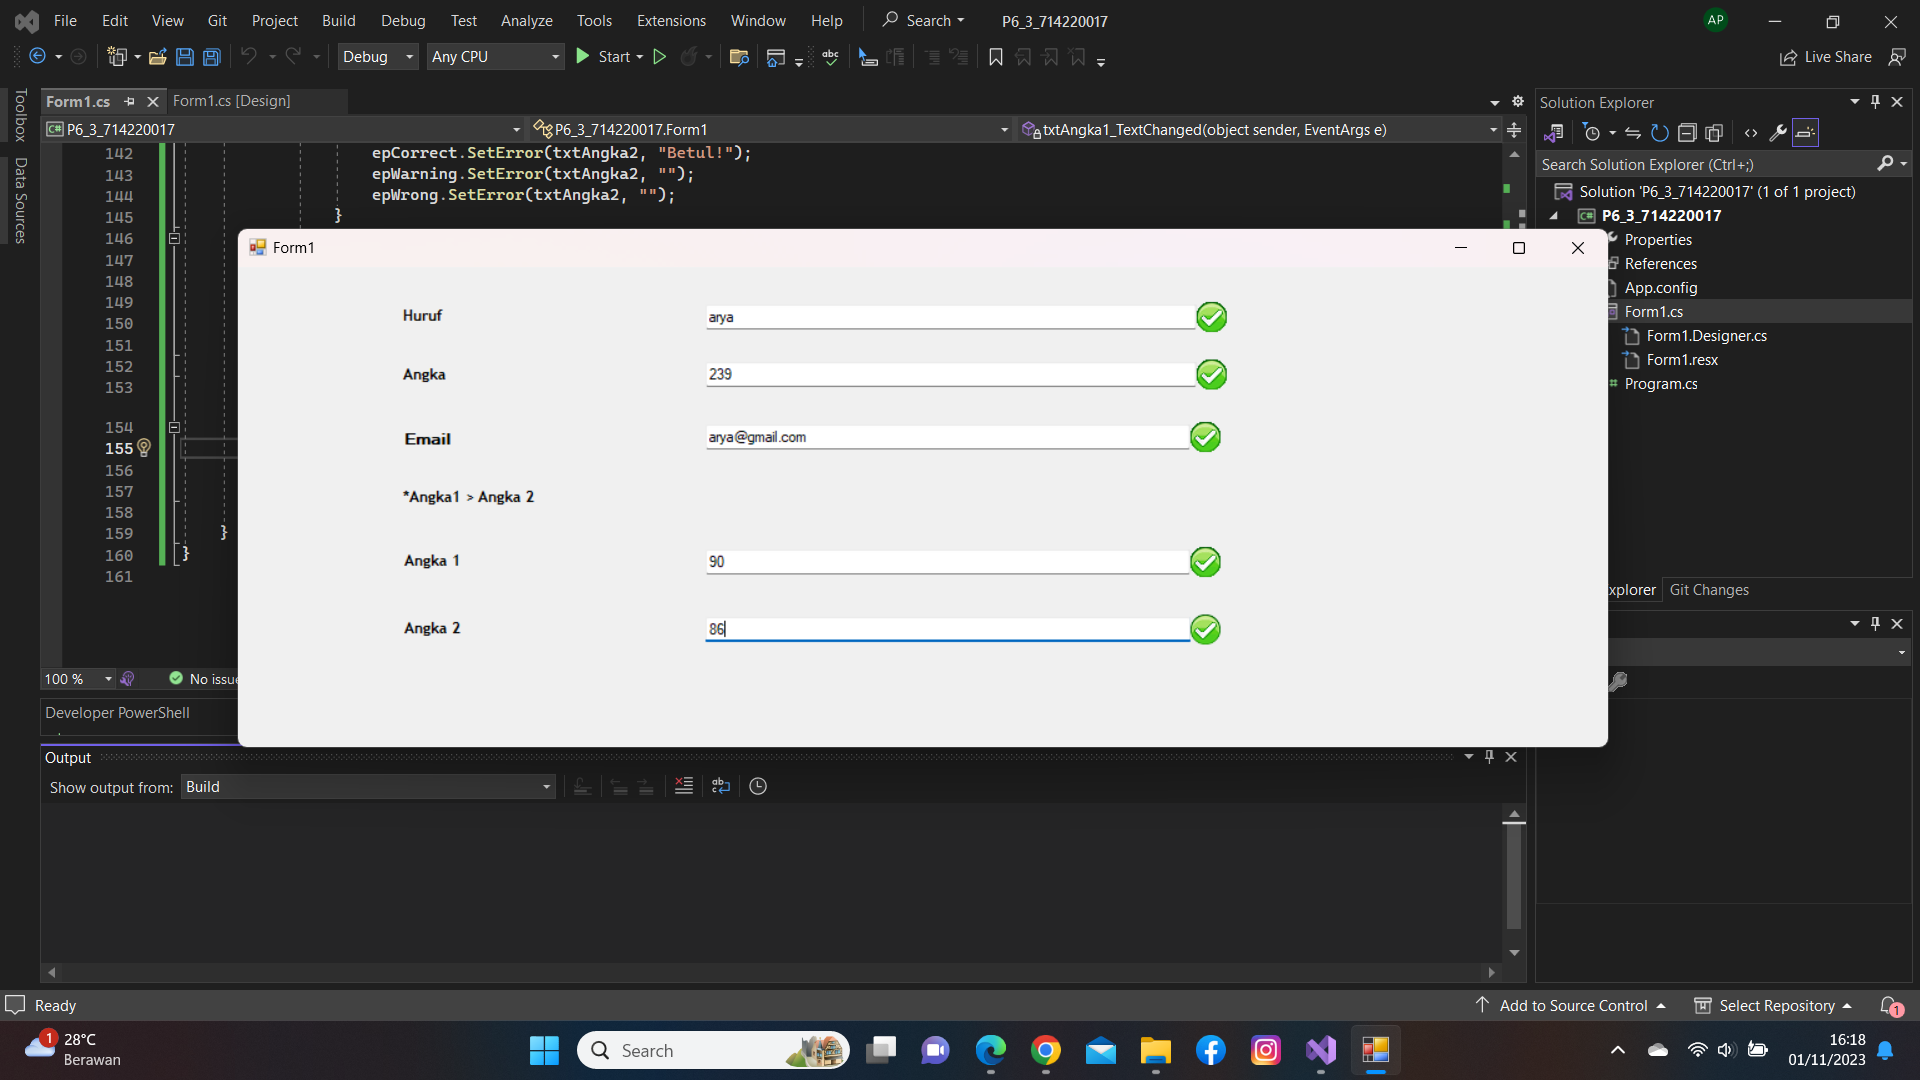 File Edit View Git Project Build Debug Test Analyze Tools Extensions Window Help Search P6_3_714220017 AP
Debug Any CPU Start Live Share
Toolbox
Data Sources
Form1.cs Form1.cs [Design]
P6_3_714220017 P6_3_714220017.Form1 txtAngka1_TextChanged(object sender, EventArgs e)
142 epCorrect.SetError(txtAngka2, "Betul!");
143 epWarning.SetError(txtAngka2, "");
144 epWrong.SetError(txtAngka2, "");
145 }
146
147
148
149
150
151
152
153
154
155
156
157
158
159 }
160 }
161
100 % No issue
Form1
Huruf arya
Angka 239
Email arya@gmail.com
*Angka1 > Angka 2
Angka 1 90
Angka 2 86
Developer PowerShell
Output
Show output from: Build
Solution Explorer
Search Solution Explorer (Ctrl+;)
Solution 'P6_3_714220017' (1 of 1 project)
C# P6_3_714220017
Properties
References
App.config
Form1.cs
Form1.Designer.cs
Form1.resx
Program.cs
xplorer Git Changes
Ready Add to Source Control Select Repository 1
1 28°C
Berawan
Search
16:18
01/11/2023